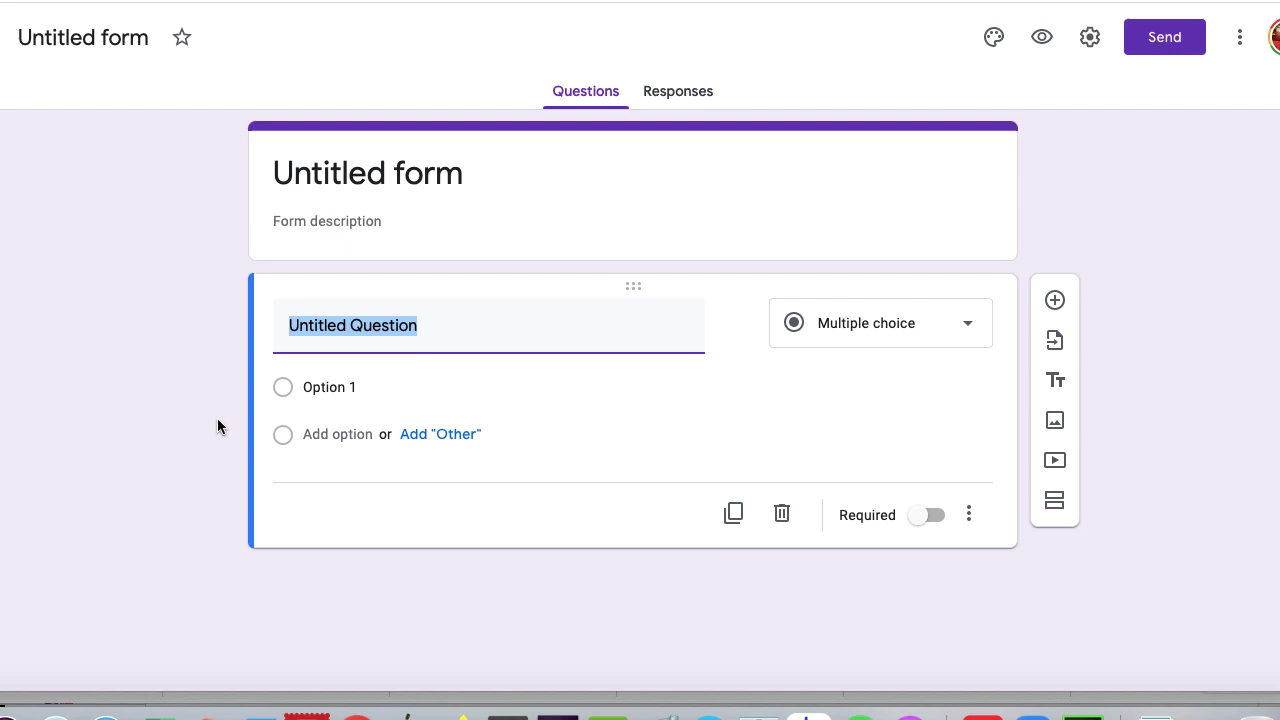 Untitled form
Send
Questions Responses
Untitled form
Form description
Untitled Question
Multiple choice
Option 1
Add option or Add "Other"
Required